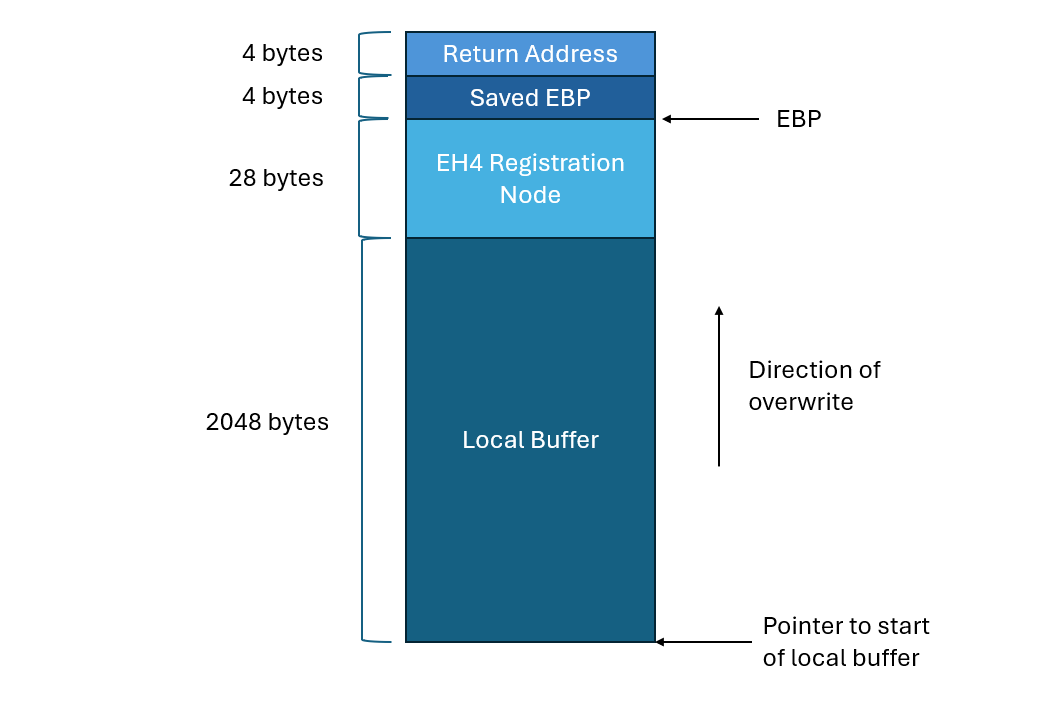 4 bytes
Return Address
4 bytes
Saved EBP
EBP
28 bytes
EH4 Registration
Node
Direction of
overwrite
2048 bytes
Local Buffer
Pointer to start
of local buffer